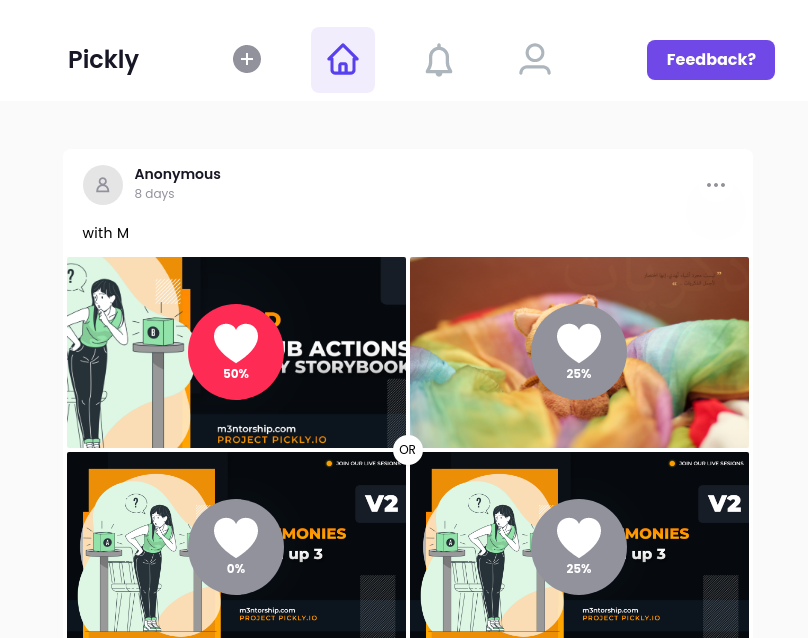 Pickly
Feedback?
Anonymous
8 days
with M
?
B
50%
UB ACTIONS
Y STORYBOOK
m3ntorship.com
PROJECT PICKLY.IO
25%
OR
JOIN OUR LIVE SESIONS
V2
?
A
MONIES
up 3
0%
m3ntorship.com
PROJECT PICKLY.IO
JOIN OUR LIVE SESIONS
V2
?
A
MONIES
up 3
25%
m3ntorship.com
PROJECT PICKLY.IO